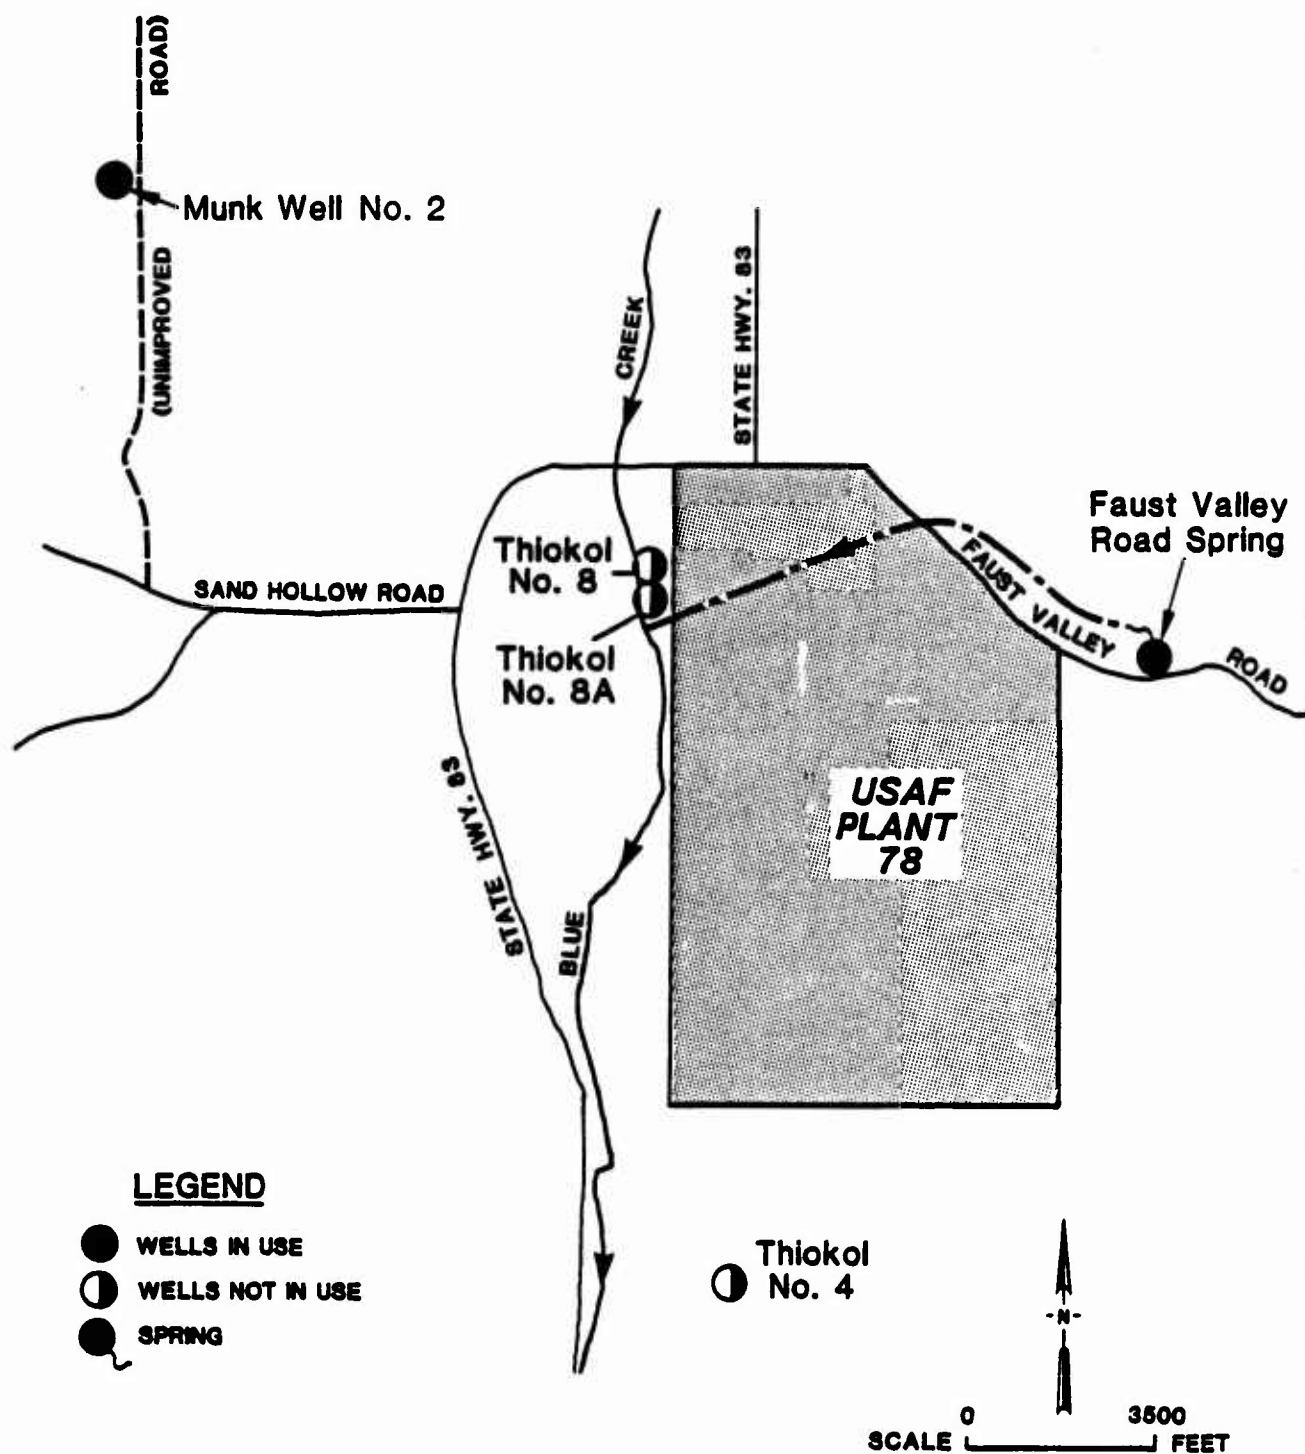 ROAD)
Munk Well No. 2
(UNIMPROVED
CREEK
STATE HWY. 83
Faust Valley
Road Spring
Thiokol
No. 8
SAND HOLLOW ROAD
FAUST VALLEY
ROAD
Thiokol
No. 8A
STATE HWY. 83
USAF
PLANT
78
BLUE
LEGEND
WELLS IN USE
WELLS NOT IN USE
SPRING
Thiokol
No. 4
-N-
0 3500
SCALE FEET